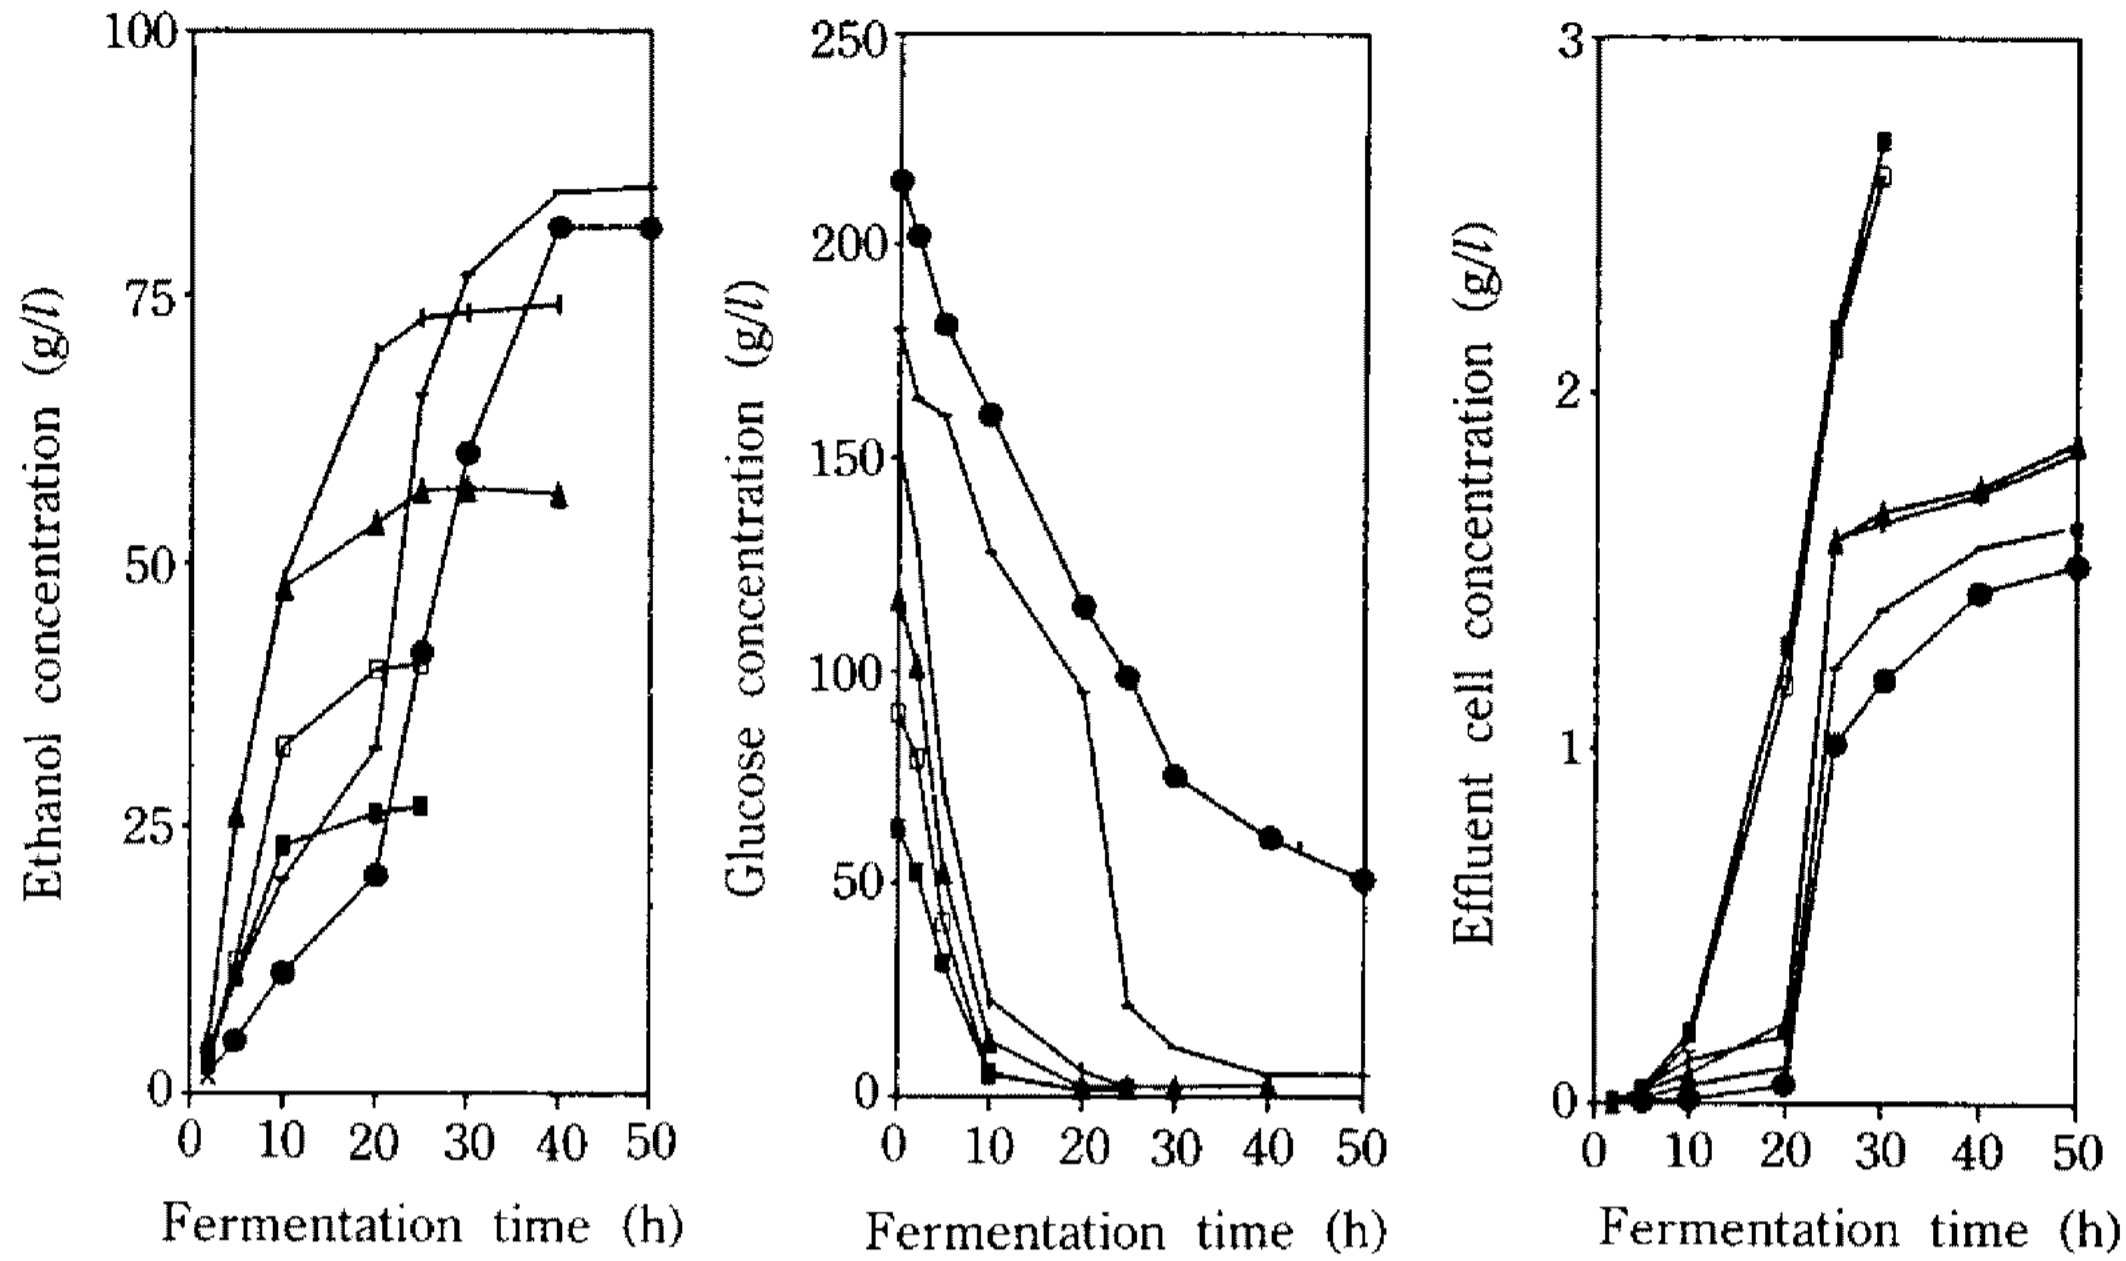 Ethanol concentration (g/l)
100
75
50
25
0
0 10 20 30 40 50
Fermentation time (h)
Glucose concentration (g/l)
250
200
150
100
50
0
0 10 20 30 40 50
Fermentation time (h)
Effluent cell concentration (g/l)
3
2
1
0
0 10 20 30 40 50
Fermentation time (h)